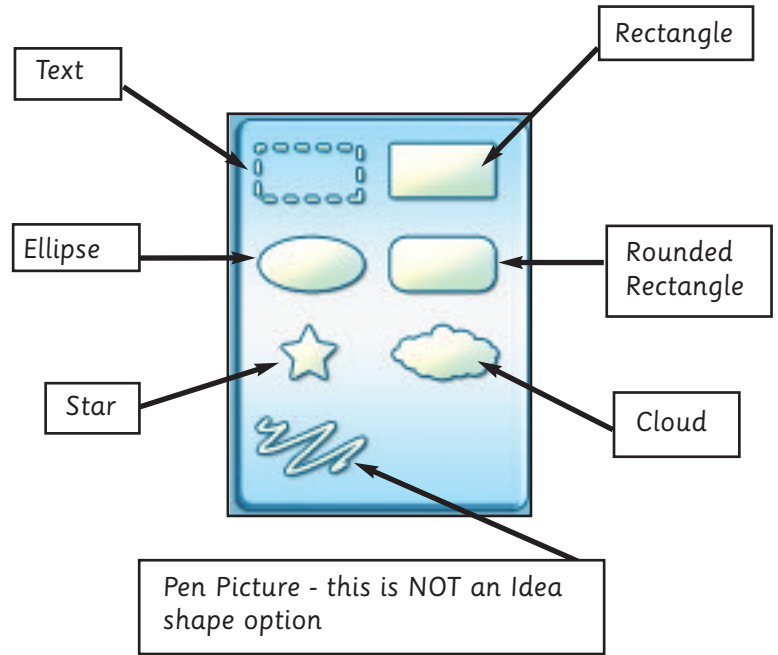 Rectangle
Text
Ellipse
Rounded
Rectangle
Star
Cloud
Pen Picture - this is NOT an Idea
shape option